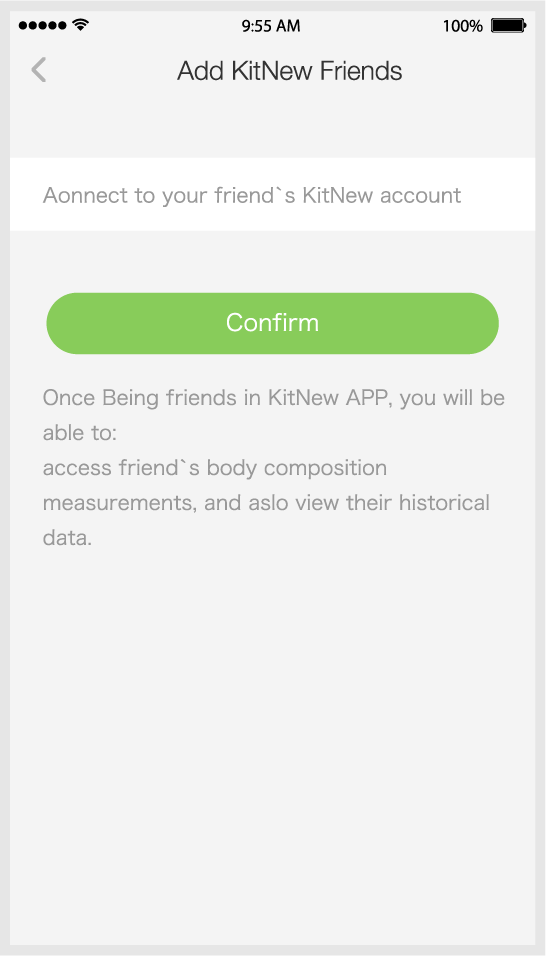 9:55 AM 100%
Add KitNew Friends
Aonnect to your friend`s KitNew account
Confirm
Once Being friends in KitNew APP, you will be
able to:
access friend`s body composition
measurements, and aslo view their historical
data.